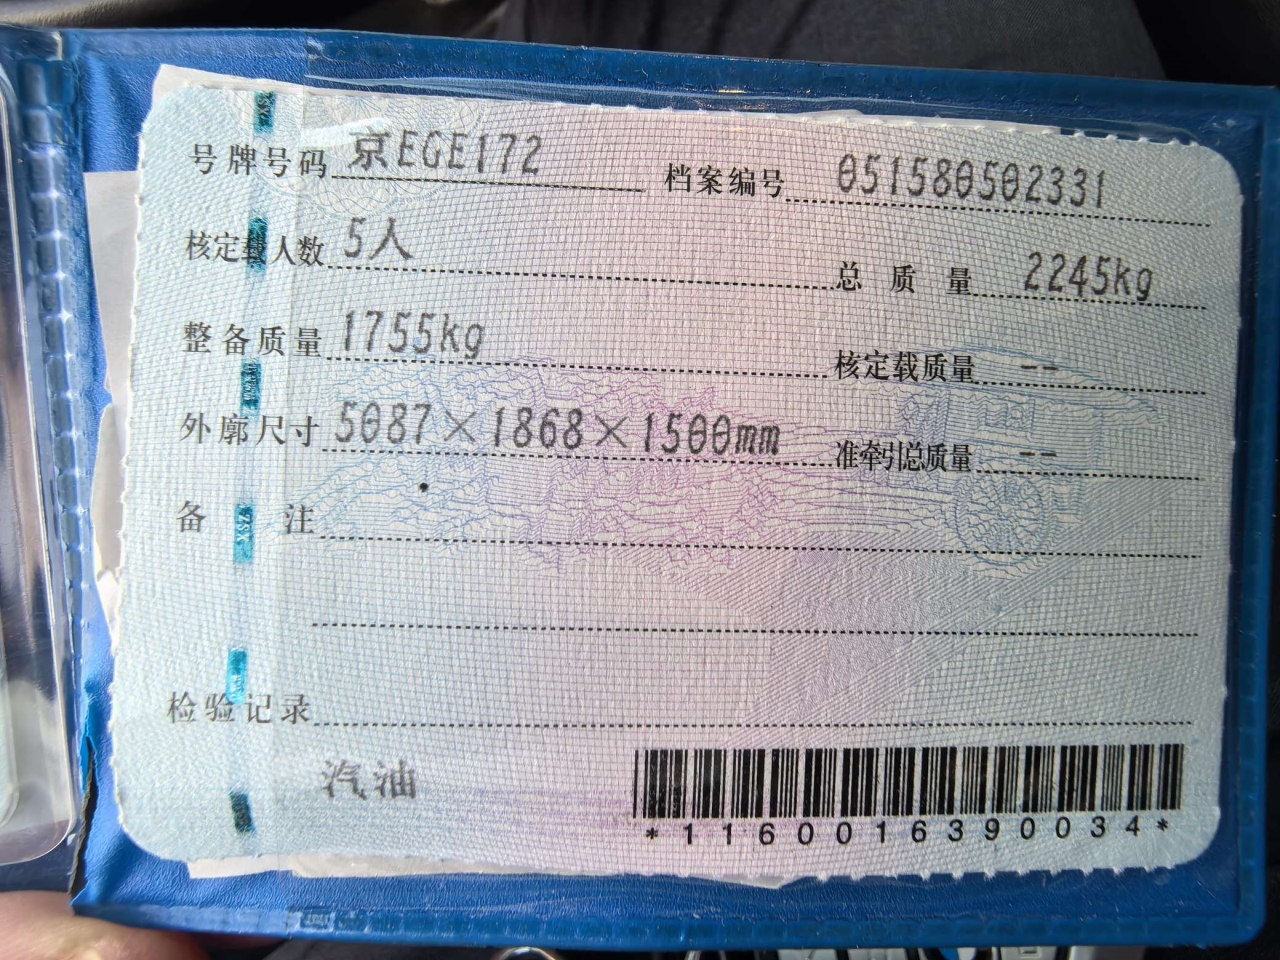 号牌号码 京EGE172 档案编号 051580502331
核定载人数 5人 总质量 2245kg
整备质量 1755kg 核定载质量 --
外廓尺寸 5087×1868×1500mm 准牵引总质量 --
备注
检验记录
汽油
*1160016390034*